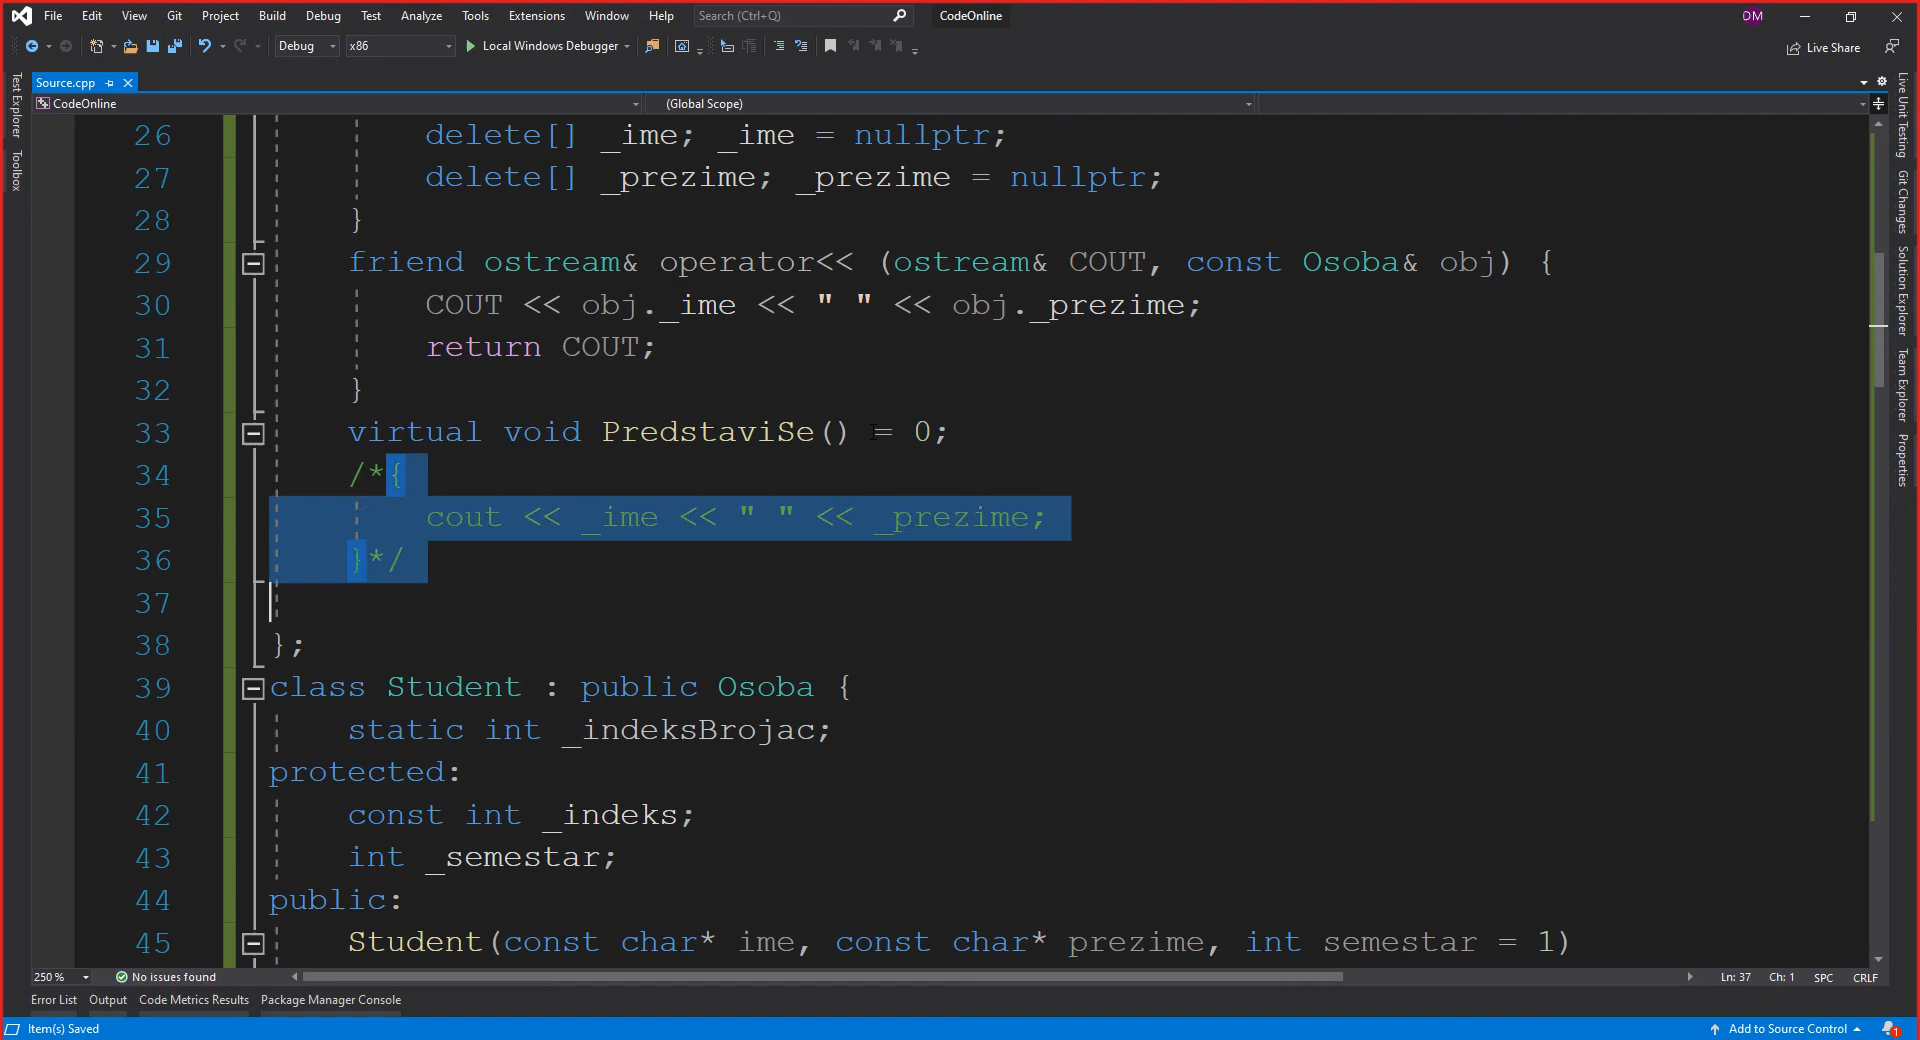 File Edit View Git Project Build Debug Test Analyze Tools Extensions Window Help Search (Ctrl+Q) CodeOnline DM
Debug x86 Local Windows Debugger Live Share
Source.cpp
CodeOnline (Global Scope)
Test Explorer
Toolbox
26 delete[] _ime; _ime = nullptr;
27 delete[] _prezime; _prezime = nullptr;
28 }
29 friend ostream& operator<< (ostream& COUT, const Osoba& obj) {
30 COUT << obj._ime << " " << obj._prezime;
31 return COUT;
32 }
33 virtual void PredstaviSe() = 0;
34 /*{
35 cout << _ime << " " << _prezime;
36 }*/
37
38 };
39 class Student : public Osoba {
40 static int _indeksBrojac;
41 protected:
42 const int _indeks;
43 int _semestar;
44 public:
45 Student(const char* ime, const char* prezime, int semestar = 1)
Live Unit Testing
Git Changes
Solution Explorer
Team Explorer
Properties
250 % No issues found Ln: 37 Ch: 1 SPC CRLF
Error List Output Code Metrics Results Package Manager Console
Item(s) Saved Add to Source Control 1